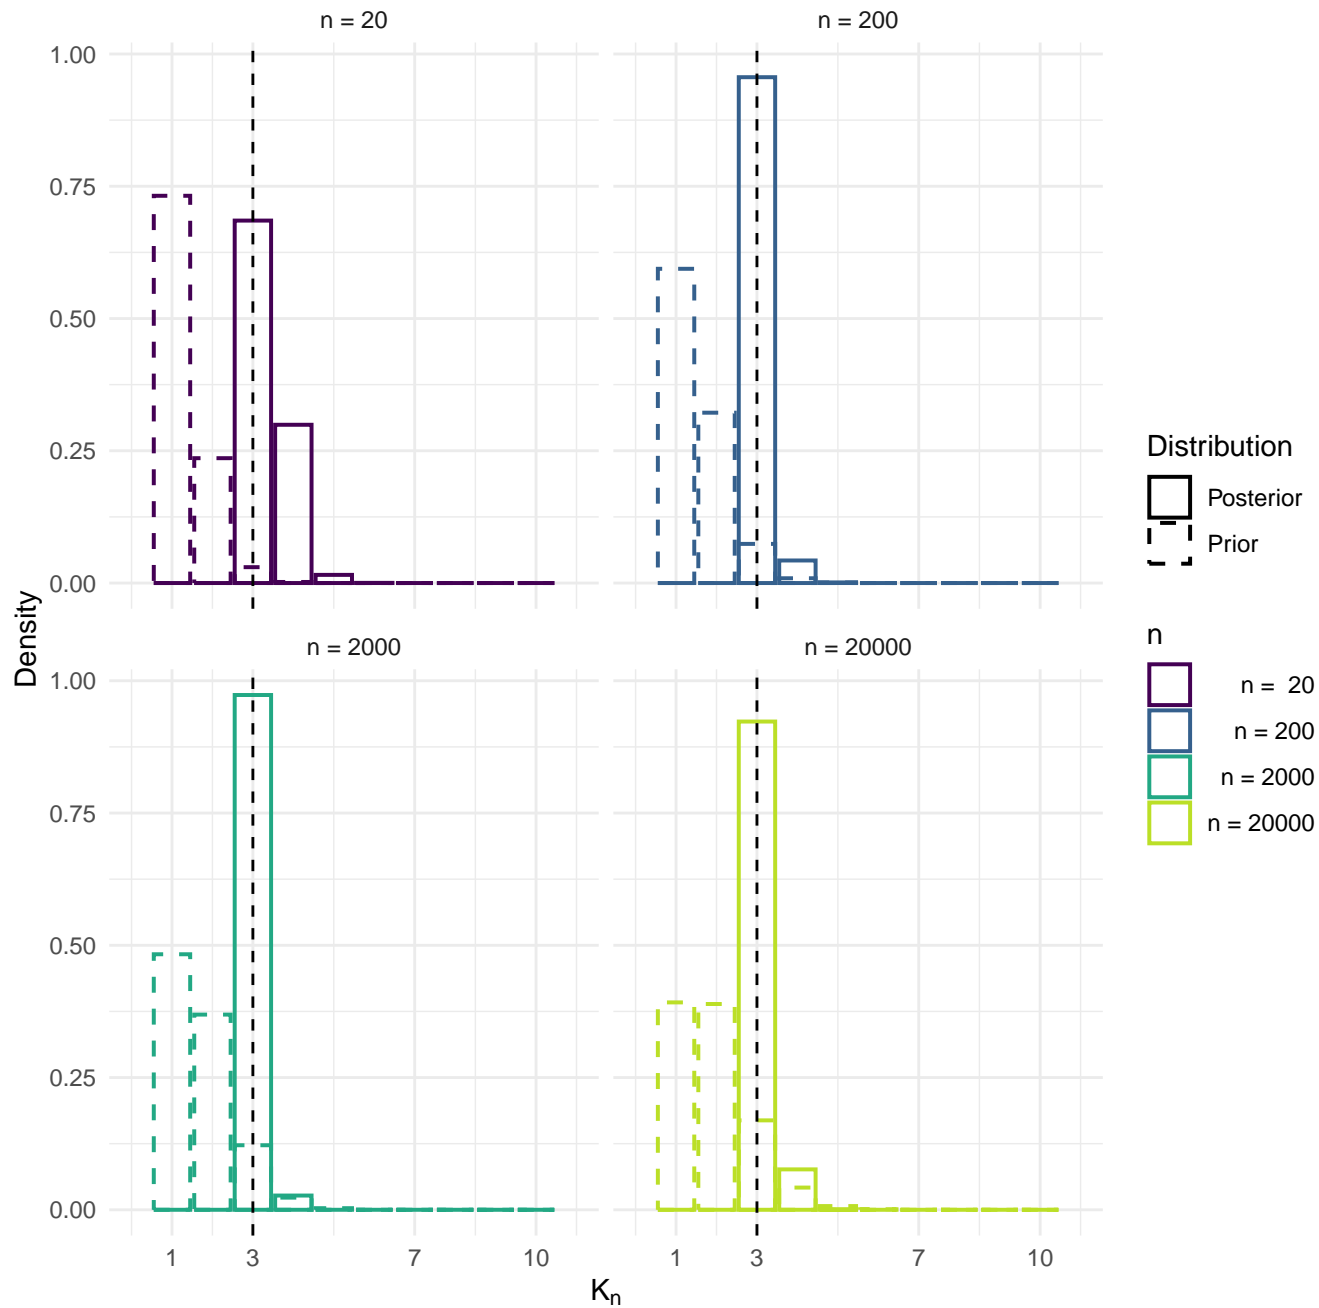 n = 20
n = 200
1.00
0.75
0.50
0.25
0.00
n = 2000
n = 20000
1.00
0.75
0.50
0.25
0.00
1 3 7 10
1 3 7 10
Kn
Density
Distribution
Posterior
Prior
n
n = 20
n = 200
n = 2000
n = 20000